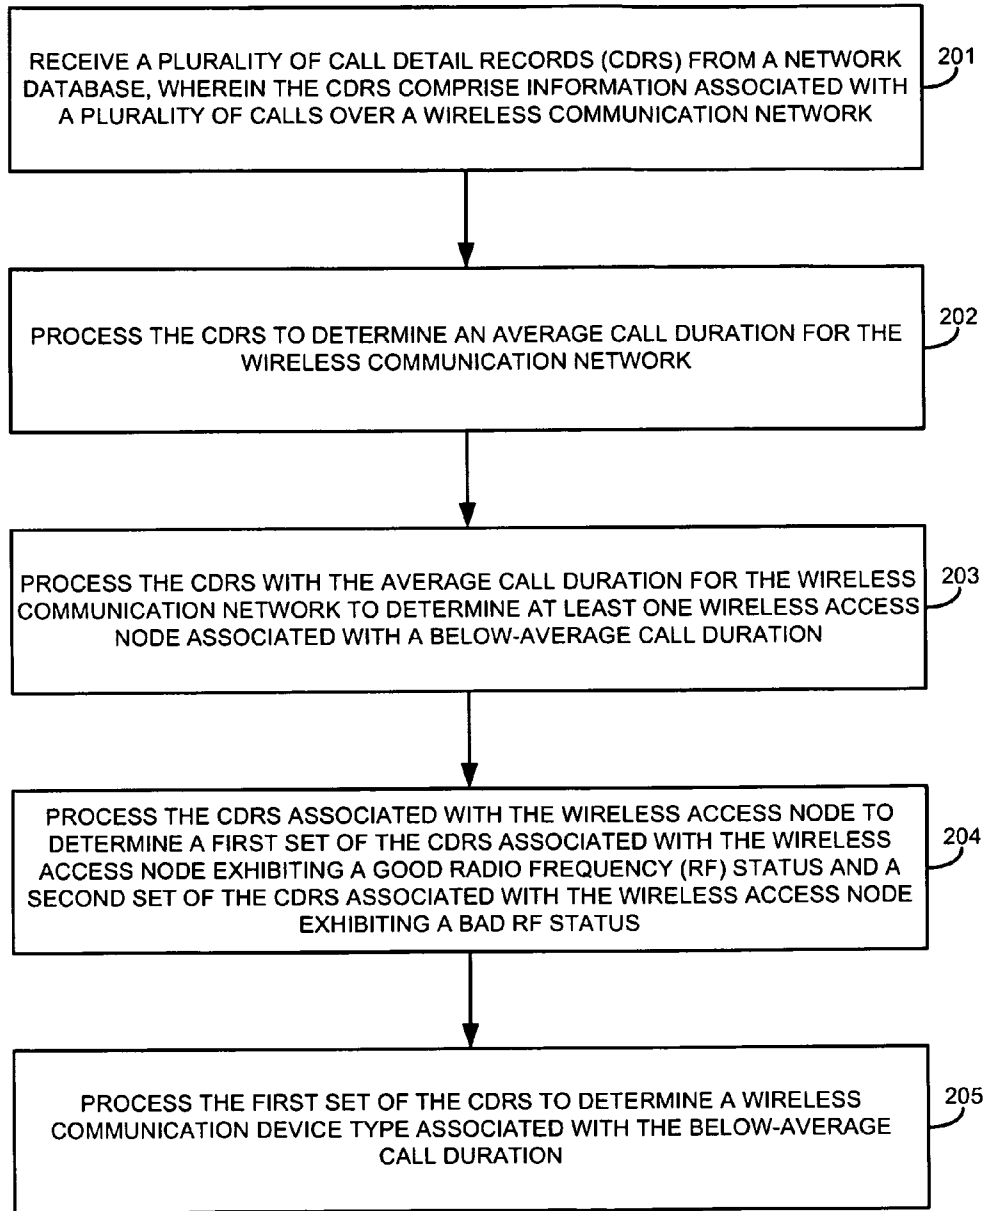 RECEIVE A PLURALITY OF CALL DETAIL RECORDS (CDRS) FROM A NETWORK
DATABASE, WHEREIN THE CDRS COMPRISE INFORMATION ASSOCIATED WITH
A PLURALITY OF CALLS OVER A WIRELESS COMMUNICATION NETWORK
201
PROCESS THE CDRS TO DETERMINE AN AVERAGE CALL DURATION FOR THE
WIRELESS COMMUNICATION NETWORK
202
PROCESS THE CDRS WITH THE AVERAGE CALL DURATION FOR THE WIRELESS
COMMUNICATION NETWORK TO DETERMINE AT LEAST ONE WIRELESS ACCESS
NODE ASSOCIATED WITH A BELOW-AVERAGE CALL DURATION
203
PROCESS THE CDRS ASSOCIATED WITH THE WIRELESS ACCESS NODE TO
DETERMINE A FIRST SET OF THE CDRS ASSOCIATED WITH THE WIRELESS
ACCESS NODE EXHIBITING A GOOD RADIO FREQUENCY (RF) STATUS AND A
SECOND SET OF THE CDRS ASSOCIATED WITH THE WIRELESS ACCESS NODE
EXHIBITING A BAD RF STATUS
204
PROCESS THE FIRST SET OF THE CDRS TO DETERMINE A WIRELESS
COMMUNICATION DEVICE TYPE ASSOCIATED WITH THE BELOW-AVERAGE
CALL DURATION
205